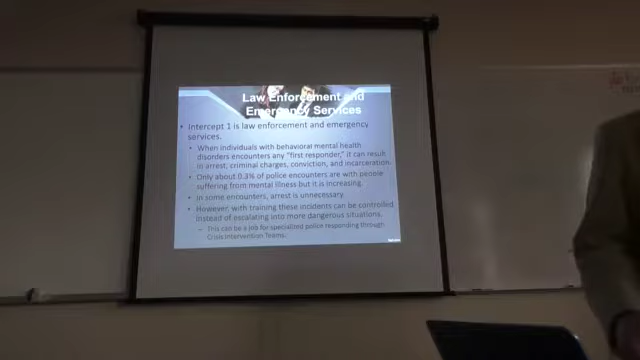 Law Enforcement and
Emergency Services
• Intercept 1 is law enforcement and emergency
services.
• When individuals with behavioral mental health
disorders encounters any "first responder," it can result
in arrest, criminal charges, conviction, and incarceration.
• Only about 0.3% of police encounters are with people
suffering from mental illness but it is increasing.
• In some encounters, arrest is unnecessary.
• However, with training these incidents can be controlled
instead of escalating into more dangerous situations.
– This can be a job for specialized police responding through
Crisis Intervention Teams.